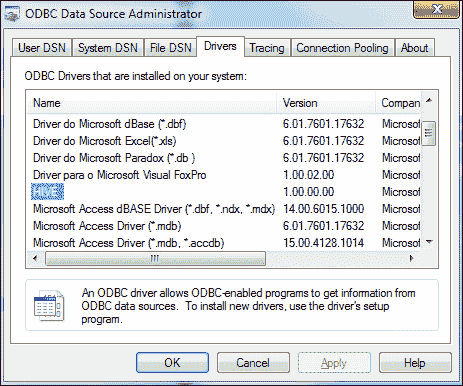 ODBC Data Source Administrator
User DSN System DSN File DSN Drivers Tracing Connection Pooling About
ODBC Drivers that are installed on your system:
Name Version Compan
Driver do Microsoft dBase (*.dbf) 6.01.7601.17632 Microsof
Driver do Microsoft Excel(*.xls) 6.01.7601.17632 Microsof
Driver do Microsoft Paradox (*.db ) 6.01.7601.17632 Microsof
Driver para o Microsoft Visual FoxPro 1.00.02.00 Microsof
HIVE 1.00.00.00 Microsof
Microsoft Access dBASE Driver (*.dbf, *.ndx, *.mdx) 14.00.6015.1000 Microsof
Microsoft Access Driver (*.mdb) 6.01.7601.17632 Microsof
Microsoft Access Driver (*.mdb, *.accdb) 15.00.4128.1014 Microsof
An ODBC driver allows ODBC-enabled programs to get information from
ODBC data sources. To install new drivers, use the driver's setup
program.
OK Cancel Apply Help